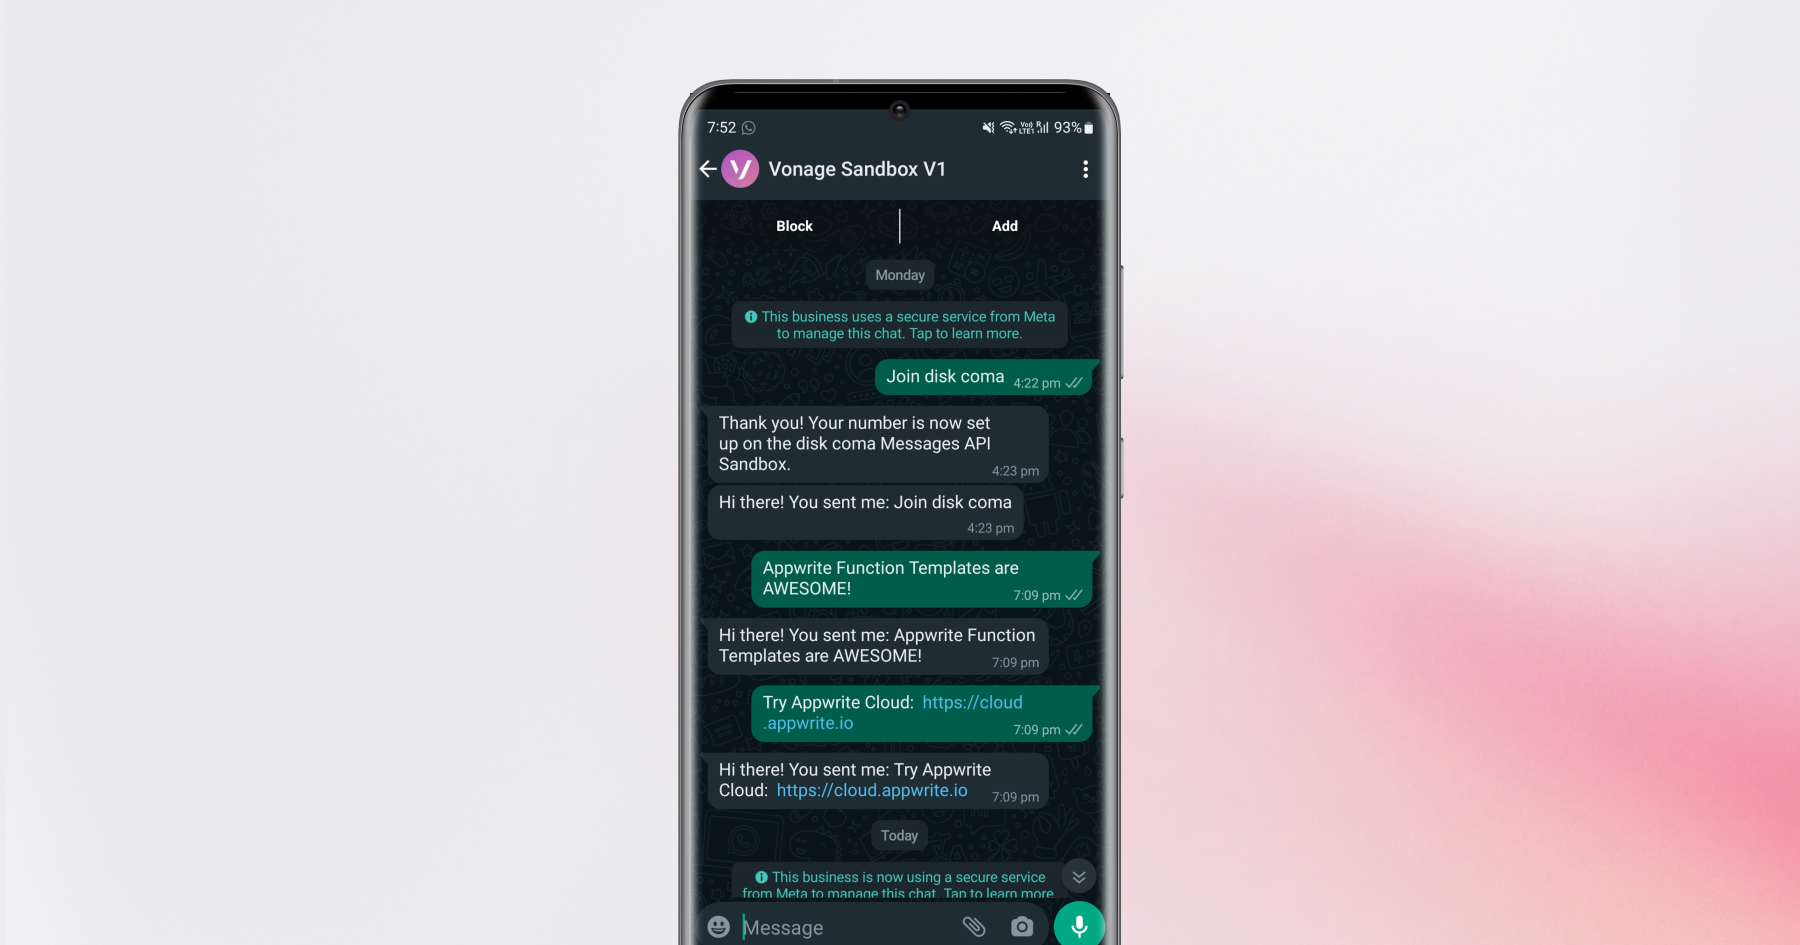 7:52
Vo)) LTE1 R 93%
Vonage Sandbox V1
Block
Add
Monday
This business uses a secure service from Meta
to manage this chat. Tap to learn more.
Join disk coma 4:22 pm
Thank you! Your number is now set
up on the disk coma Messages API
Sandbox.
4:23 pm
Hi there! You sent me: Join disk coma
4:23 pm
Appwrite Function Templates are
AWESOME!
7:09 pm
Hi there! You sent me: Appwrite Function
Templates are AWESOME!
7:09 pm
Try Appwrite Cloud: https://cloud
.appwrite.io
7:09 pm
Hi there! You sent me: Try Appwrite
Cloud: https://cloud.appwrite.io
7:09 pm
Today
This business is now using a secure service
from Meta to manage this chat. Tap to learn more.
Message